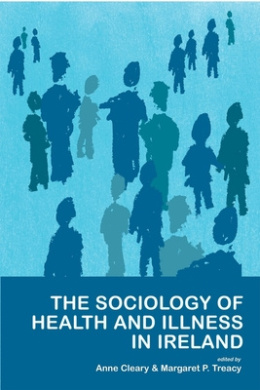 THE SOCIOLOGY OF
HEALTH AND ILLNESS
IN IRELAND
edited by
Anne Cleary & Margaret P. Treacy